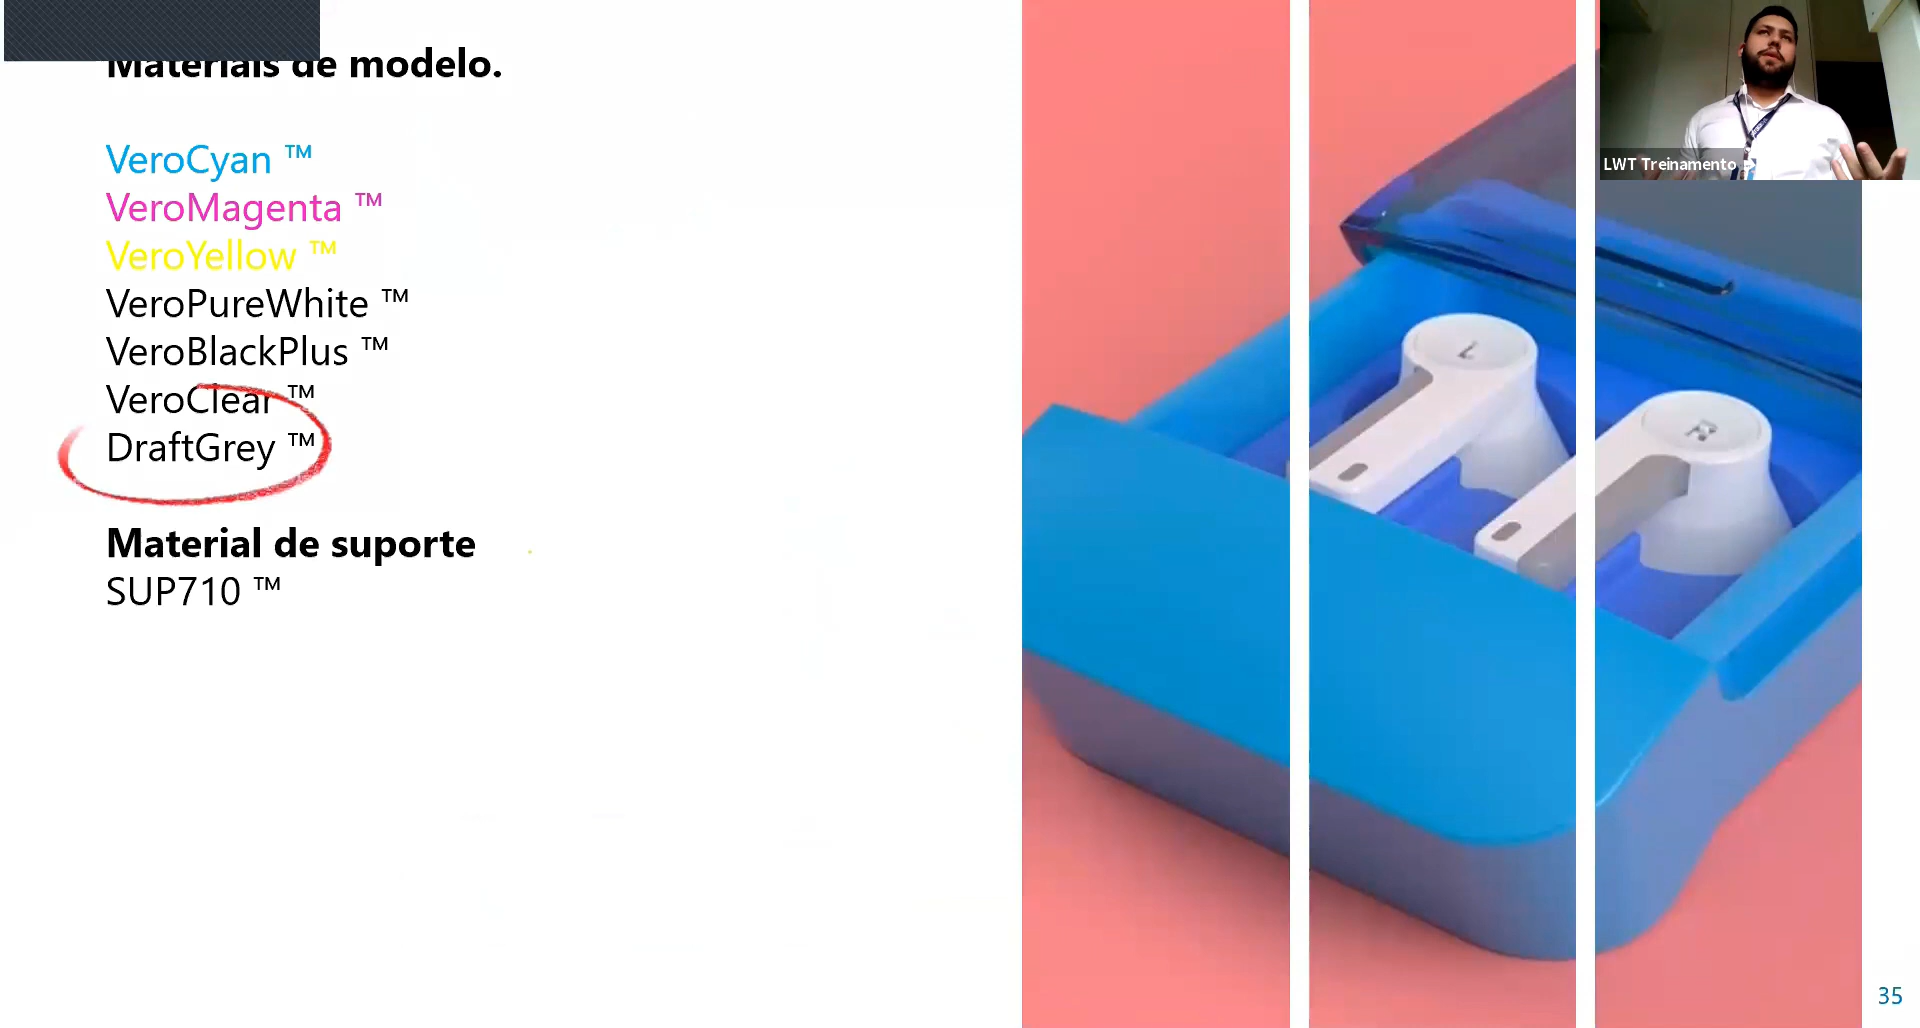 Materiais de modelo.
VeroCyan ™
VeroMagenta ™
VeroYellow ™
VeroPureWhite ™
VeroBlackPlus ™
VeroClear ™
DraftGrey ™
Material de suporte
SUP710 ™
LWT Treinamento
L
R
35